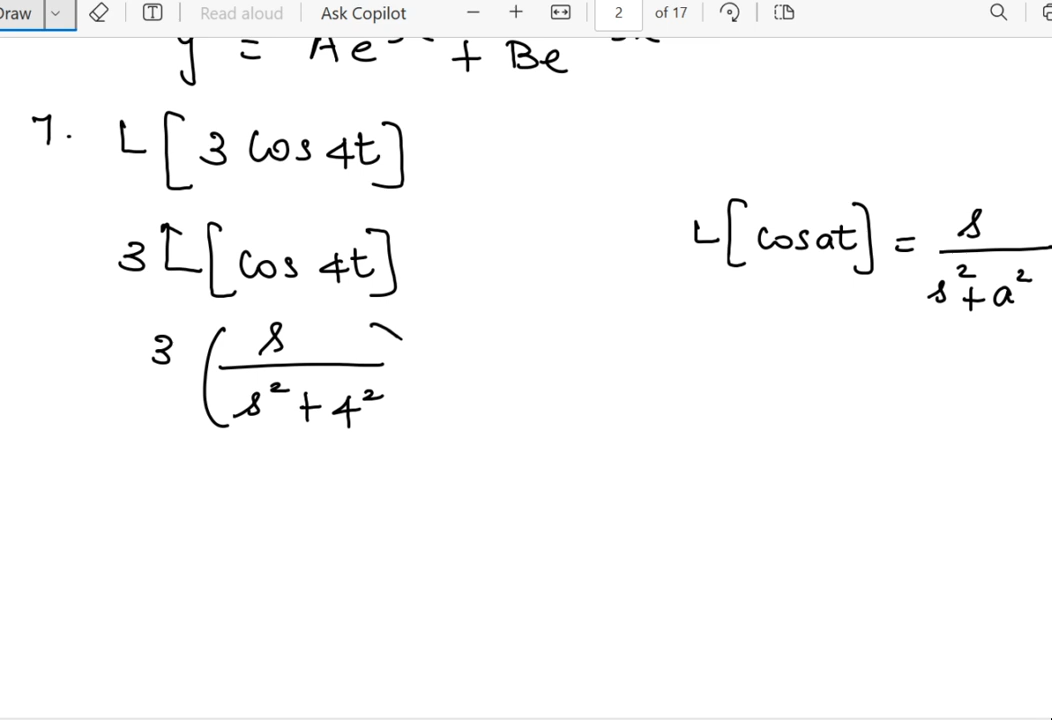 Draw Read aloud Ask Copilot − + 2 of 17
y = Ae + Be
7. L[3 cos 4t]
3 L[cos 4t]
L[cos at] = s / s² + a²
3 ( s / s² + 4²